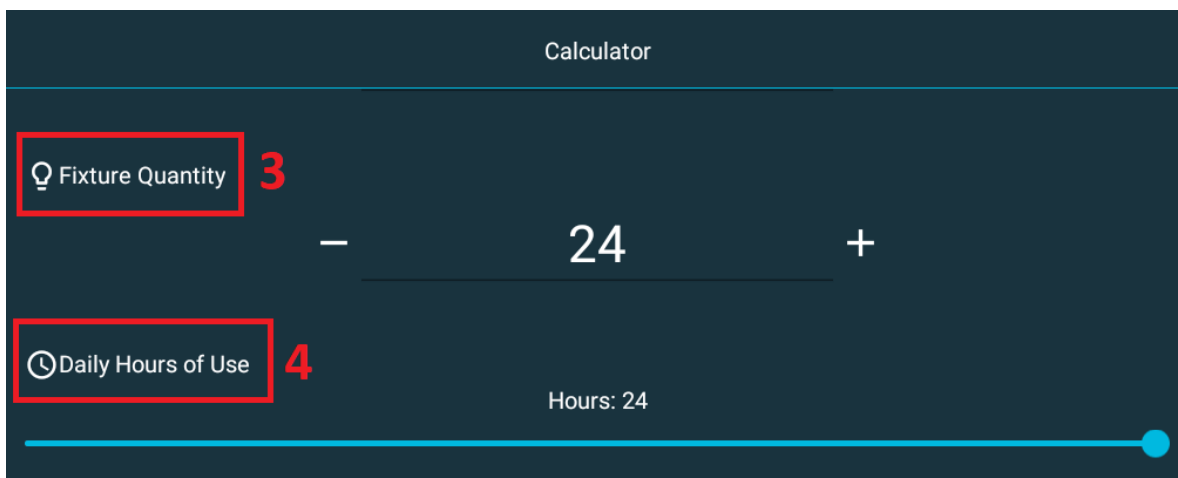 Calculator
Fixture Quantity 3
− 24 +
Daily Hours of Use 4
Hours: 24